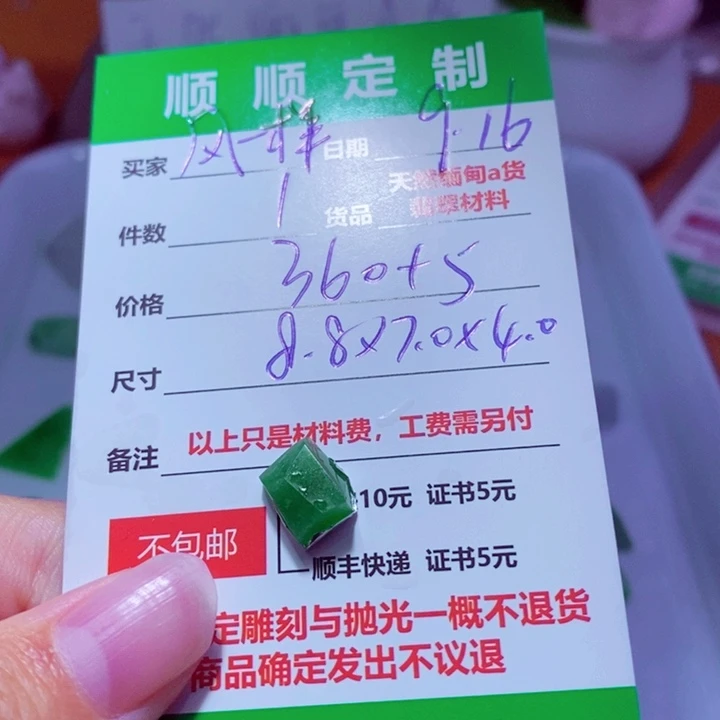 顺顺定制
买家 风一样 日期 9.16
件数 1 货品 天然缅甸a货
翡翠材料
价格 360+5
尺寸 8.8x7.0x4.0
备注 以上只是材料费，工费需另付
10元 证书5元
不包邮
顺丰快递 证书5元
定雕刻与抛光一概不退货
商品确定发出不议退